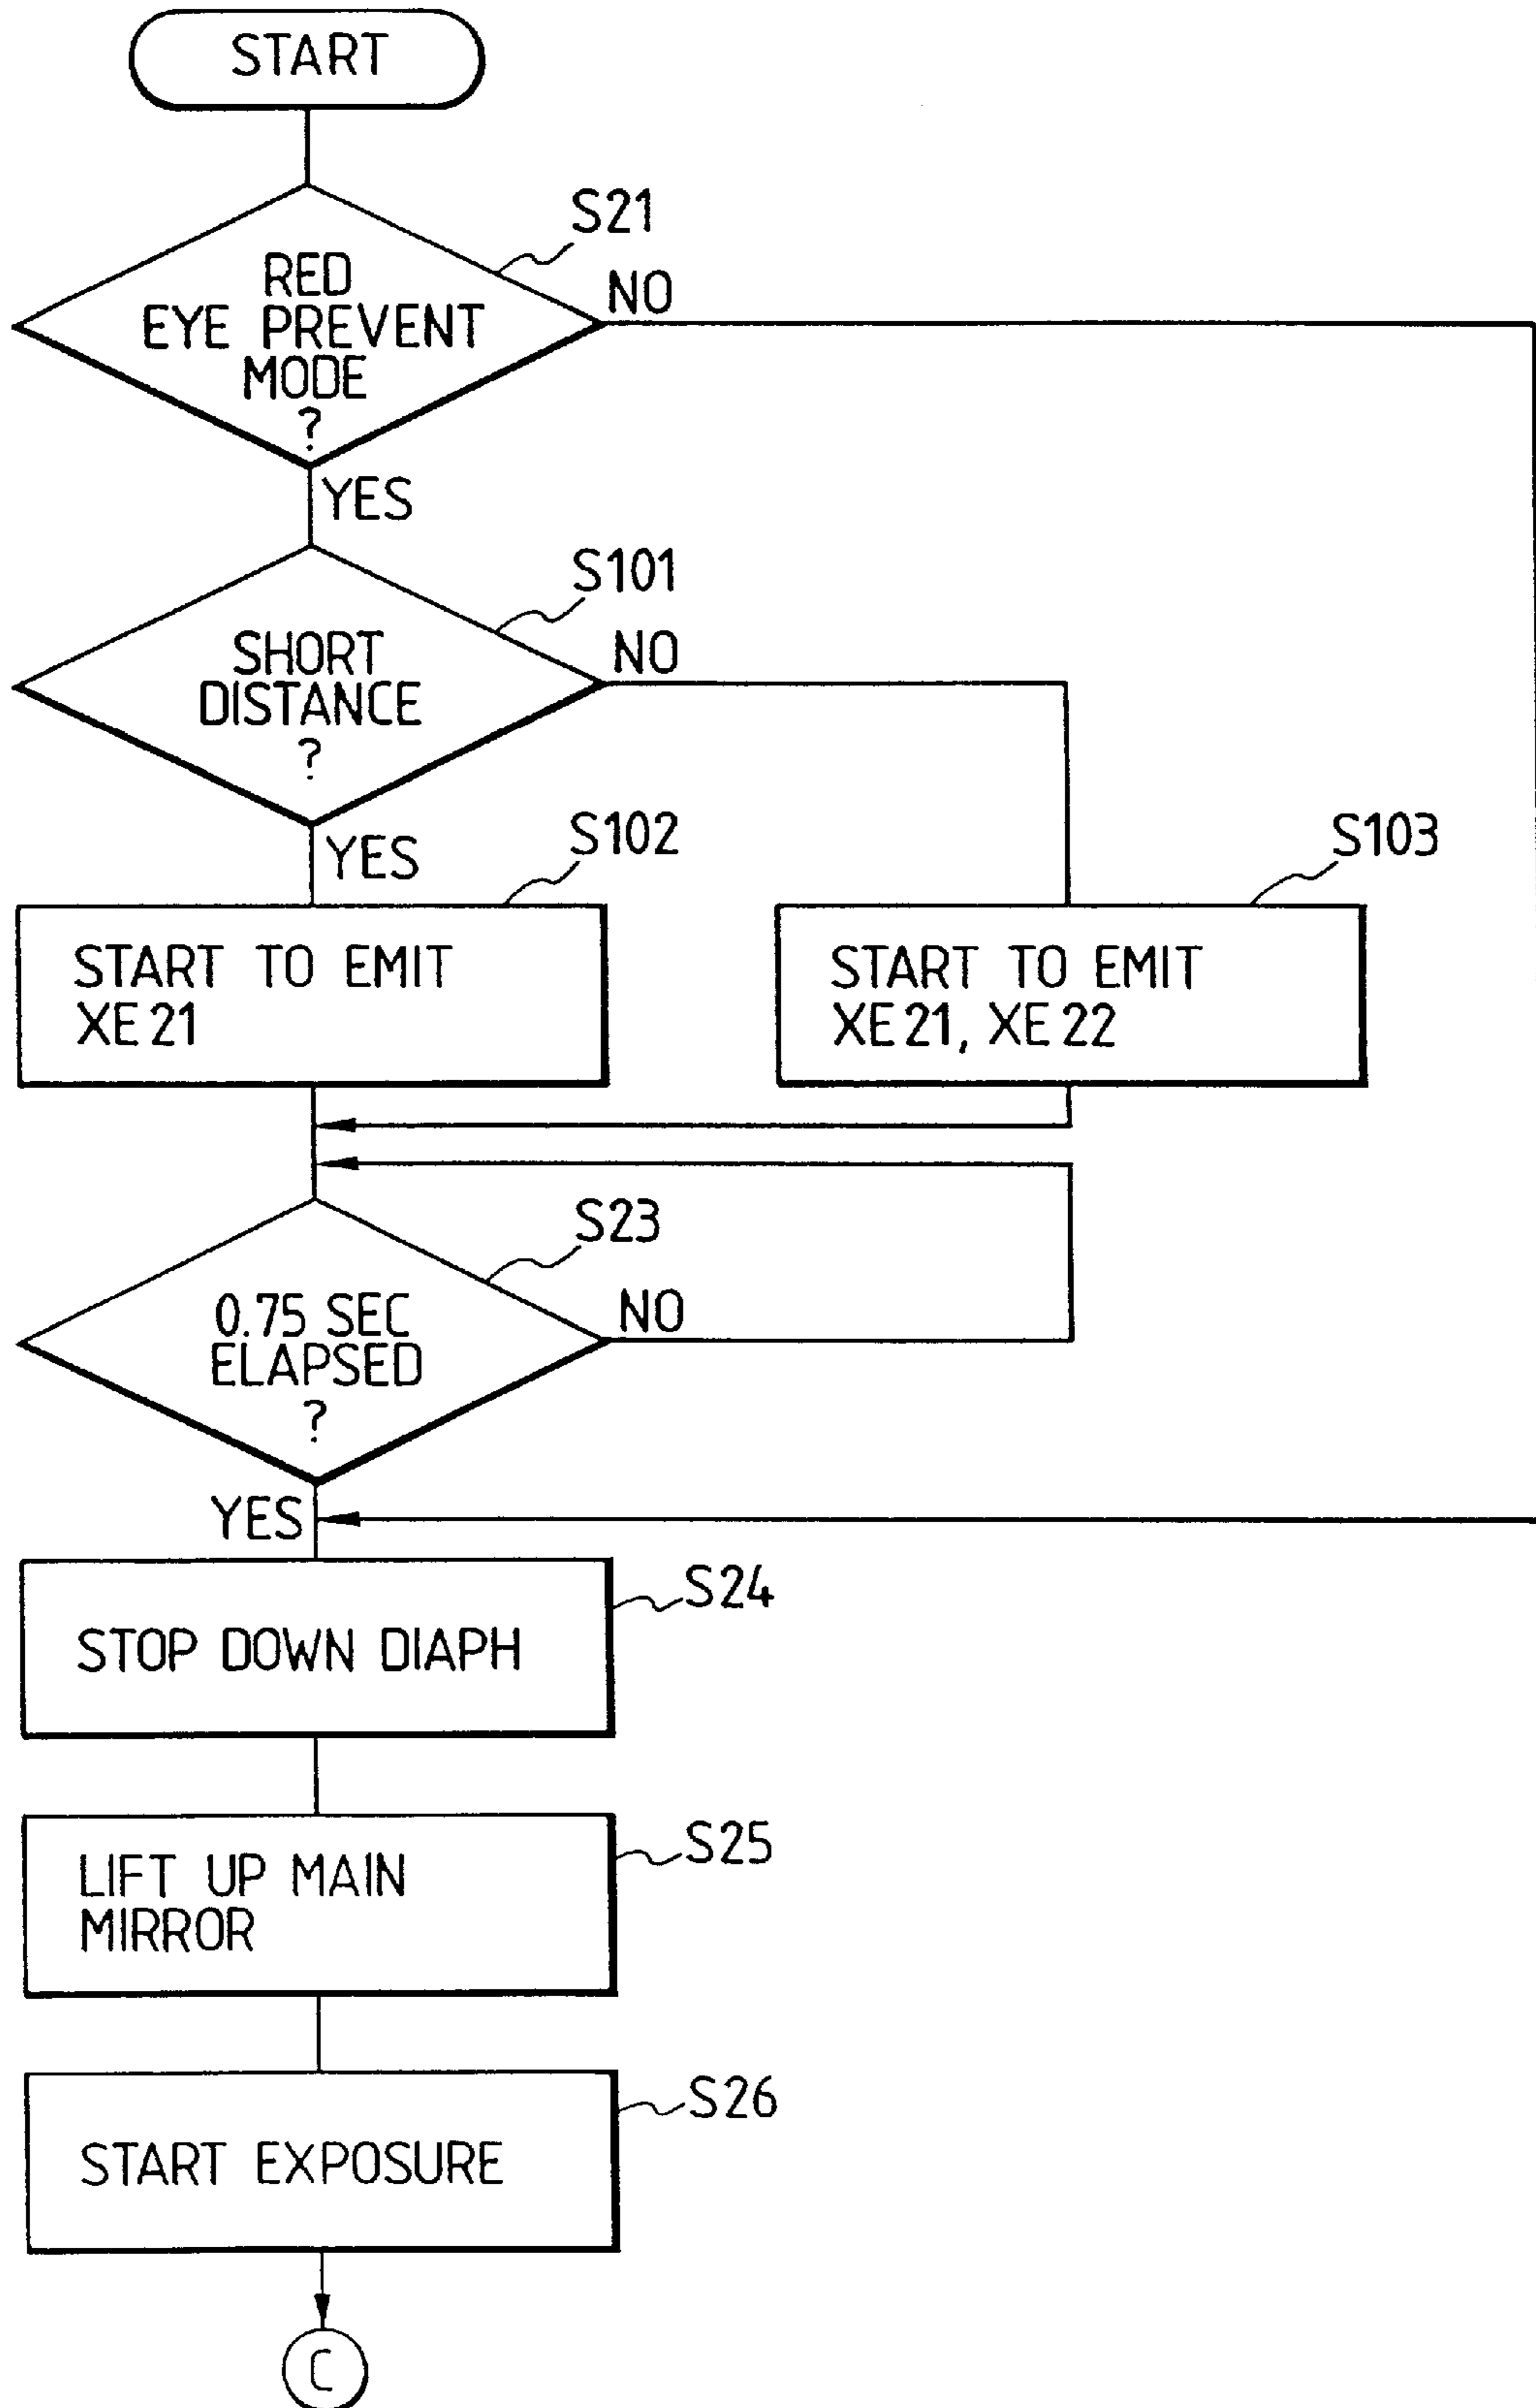 START
S21
RED
EYE PREVENT
MODE
?
NO
YES
S101
SHORT
DISTANCE
?
NO
YES
S102
START TO EMIT
XE21
S103
START TO EMIT
XE21, XE22
S23
0.75 SEC
ELAPSED
?
NO
YES
S24
STOP DOWN DIAPH
S25
LIFT UP MAIN
MIRROR
S26
START EXPOSURE
C